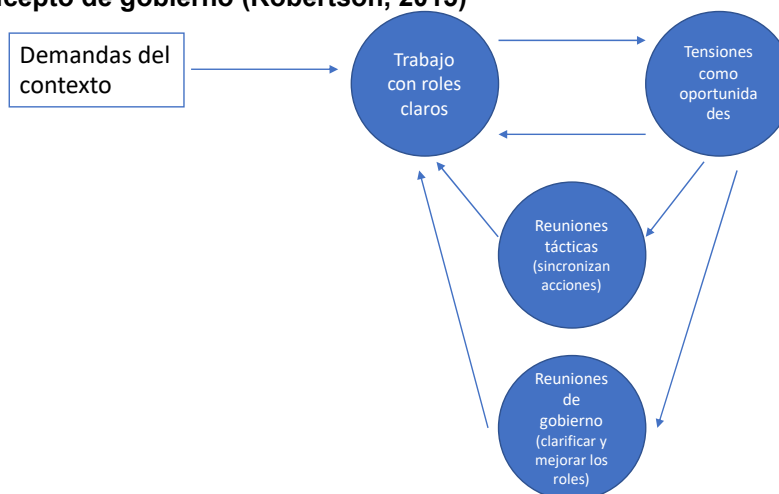 cepto de gobierno (Robertson, 2015)
Demandas del
contexto
Trabajo
con roles
claros
Tensiones
como
oportunida
des
Reuniones
tácticas
(sincronizan
acciones)
Reuniones
de
gobierno
(clarificar y
mejorar los
roles)